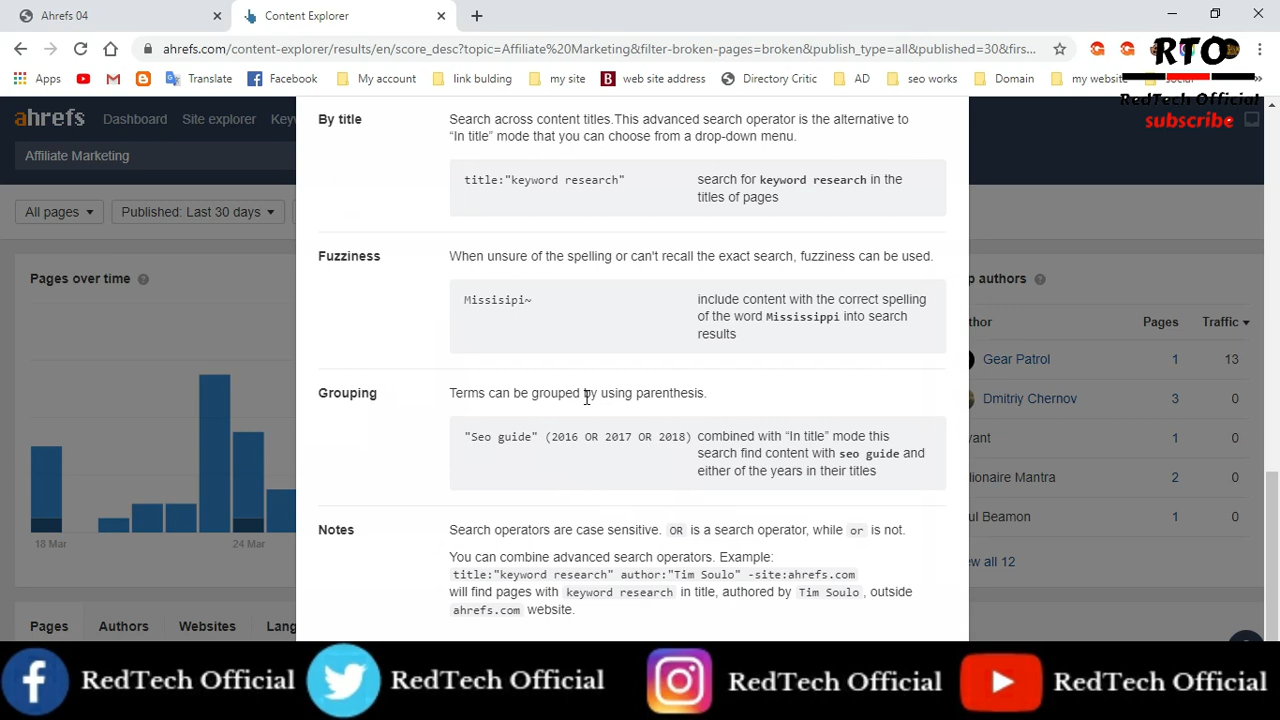 Ahrefs 04
Content Explorer
ahrefs.com/content-explorer/results/en/score_desc?topic=Affiliate%20Marketing&filter-broken-pages=broken&publish_type=all&published=30&firs...
RTO
Apps
Translate
Facebook
My account
link bulding
my site
web site address
Directory Critic
AD
seo works
Domain
my website
social
RedTech Official
subscribe
ahrefs
Dashboard
Site explorer
Key
Affiliate Marketing
All pages
Published: Last 30 days
Pages over time
18 Mar
24 Mar
Pages
Authors
Websites
Lang
By title
Search across content titles.This advanced search operator is the alternative to
“In title” mode that you can choose from a drop-down menu.
title:"keyword research"
search for keyword research in the
titles of pages
Fuzziness
When unsure of the spelling or can't recall the exact search, fuzziness can be used.
Missisipi~
include content with the correct spelling
of the word Mississippi into search
results
Grouping
Terms can be grouped by using parenthesis.
"Seo guide" (2016 OR 2017 OR 2018)
combined with “In title” mode this
search find content with seo guide and
either of the years in their titles
Notes
Search operators are case sensitive. OR is a search operator, while or is not.
You can combine advanced search operators. Example:
title:"keyword research" author:"Tim Soulo" -site:ahrefs.com
will find pages with keyword research in title, authored by Tim Soulo, outside
ahrefs.com website.
p authors
thor
Pages
Traffic
Gear Patrol
1
13
Dmitriy Chernov
3
0
vant
1
0
lionaire Mantra
2
0
ul Beamon
1
0
ew all 12
RedTech Official
RedTech Official
RedTech Official
RedTech Official